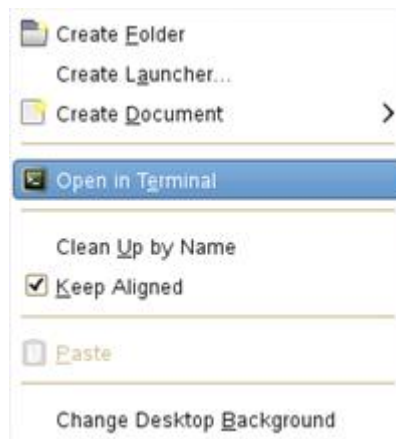 Create Folder
Create Launcher...
Create Document
Open in Terminal
Clean Up by Name
Keep Aligned
Paste
Change Desktop Background